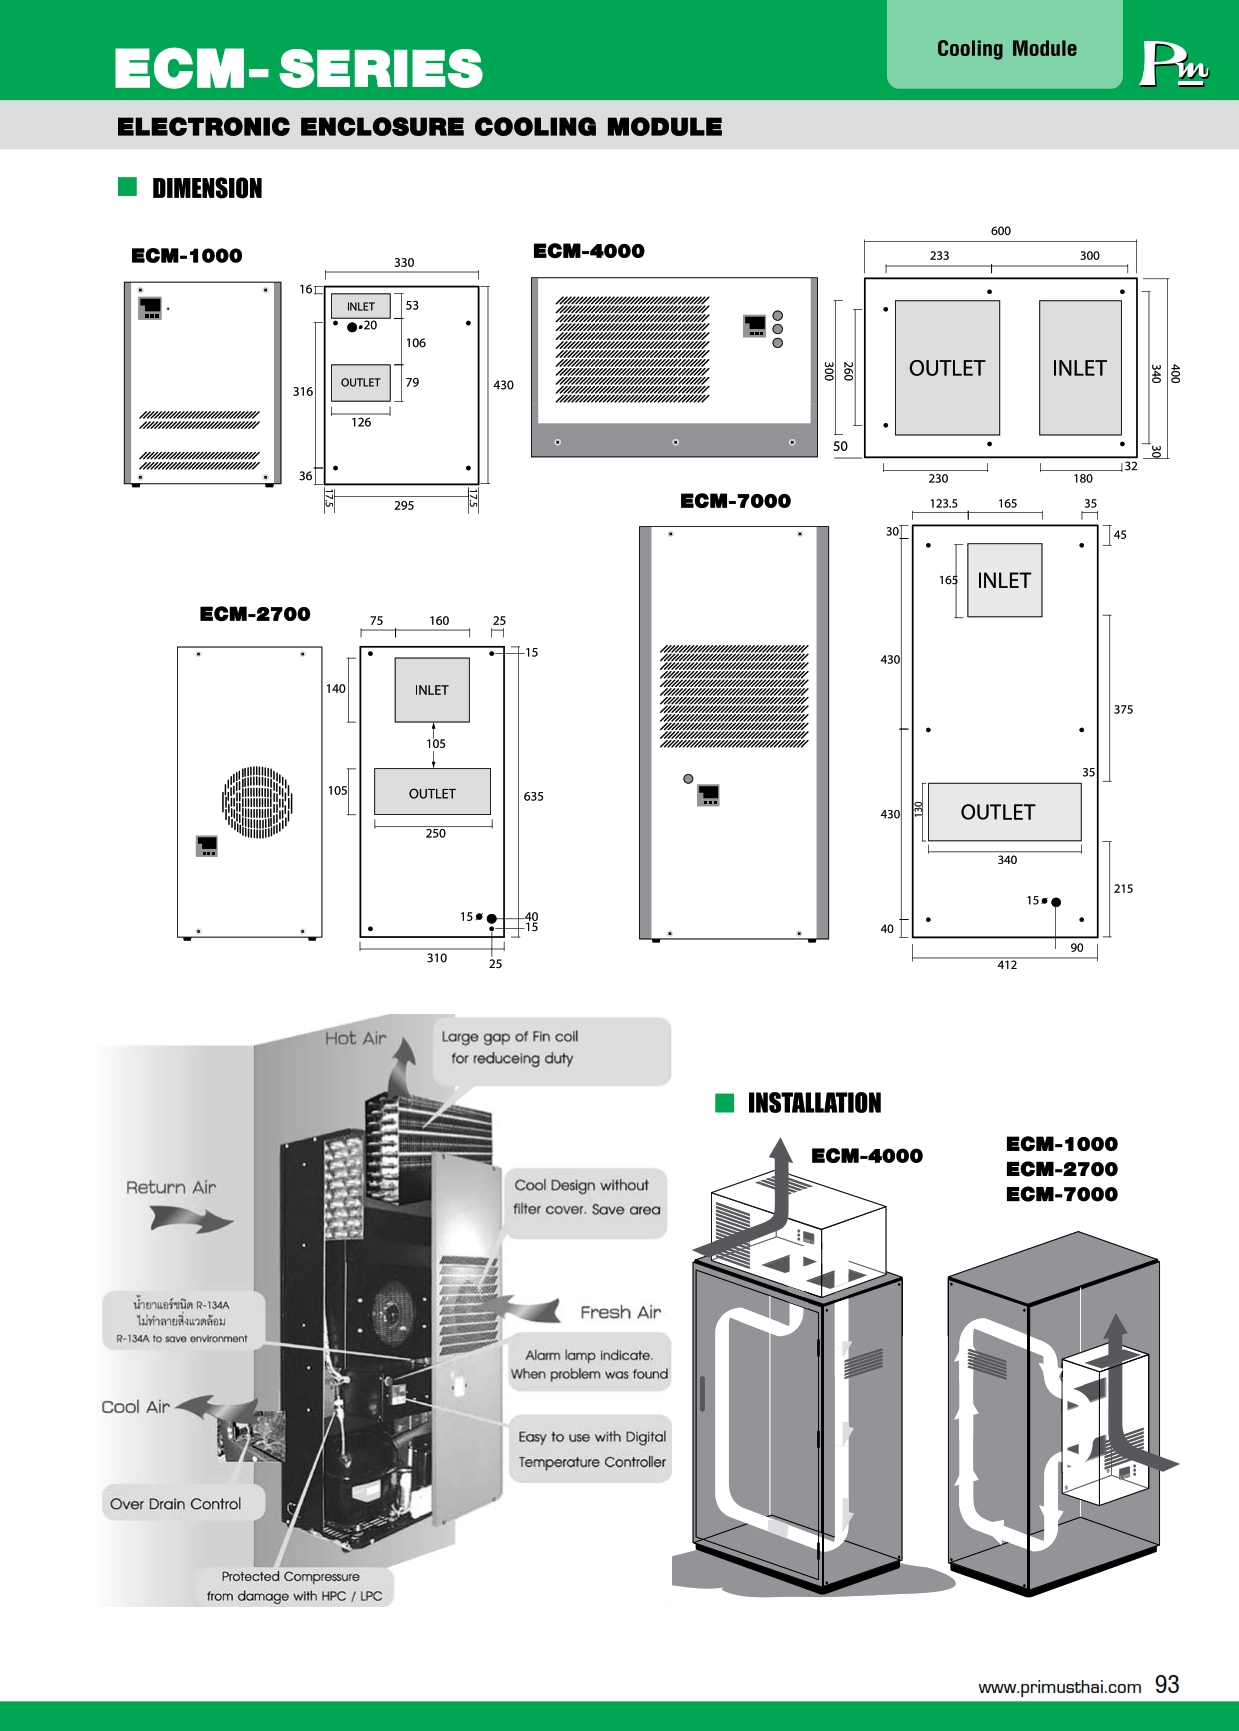 ECM- SERIES
Cooling Module
Pm
ELECTRONIC ENCLOSURE COOLING MODULE
DIMENSION
ECM-1000
330
16
INLET
53
20
106
316
OUTLET
79
430
126
36
17.5
295
17.5
ECM-4000
600
233
300
300
260
OUTLET
INLET
340
400
50
30
32
230
180
ECM-2700
75
160
25
15
140
INLET
105
105
OUTLET
635
250
15
40
15
310
25
ECM-7000
123.5
165
35
30
45
165
INLET
430
375
35
430
130
OUTLET
340
215
15
40
90
412
Hot Air
Large gap of Fin coil
for reduceing duty
Return Air
Cool Design without
filter cover. Save area
น้ำยาแอร์ชนิด R-134A
ไม่ทำลายสิ่งแวดล้อม
R-134A to save environment
Fresh Air
Alarm lamp indicate.
When problem was found
Cool Air
Easy to use with Digital
Temperature Controller
Over Drain Control
Protected Compressure
from damage with HPC / LPC
INSTALLATION
ECM-4000
ECM-1000
ECM-2700
ECM-7000
www.primusthai.com 93